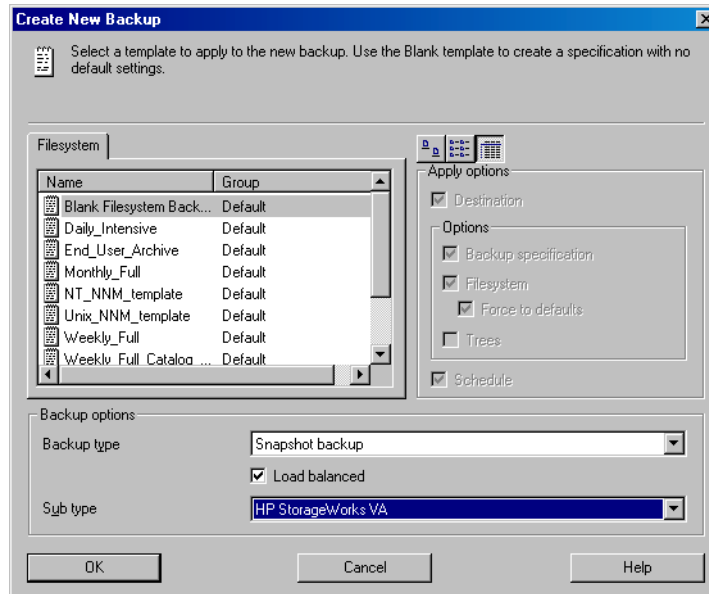 Create New Backup
Select a template to apply to the new backup. Use the Blank template to create a specification with no
default settings.
Filesystem
Name Group
Blank Filesystem Back... Default
Daily_Intensive Default
End_User_Archive Default
Monthly_Full Default
NT_NNM_template Default
Unix_NNM_template Default
Weekly_Full Default
Weekly_Full_Catalog_... Default
Apply options
Destination
Options
Backup specification
Filesystem
Force to defaults
Trees
Schedule
Backup options
Backup type Snapshot backup
Load balanced
Sub type HP StorageWorks VA
OK Cancel Help